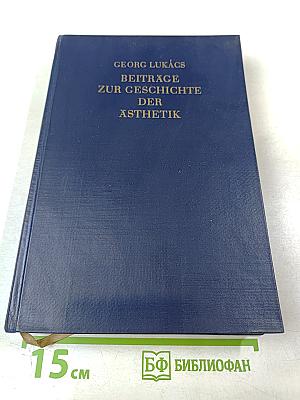 GEORG LUKÁCS
BEITRÄGE
ZUR GESCHICHTE
DER
ÄSTHETIK
15 см
БФ БИБЛИОФАН